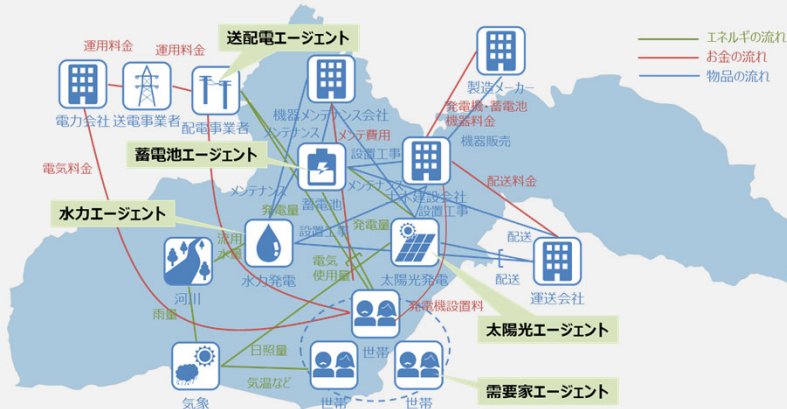 送配電エージェント
エネルギの流れ
お金の流れ
物品の流れ
運用料金
運用料金
電力会社
送電事業者
配電事業者
機器メンテナンス会社
製造メーカー
発電機・蓄電池
機器料金
機器販売
メンテナンス
メンテ費用
設置工事
蓄電池エージェント
電気料金
メンテナンス
蓄電池
メンテナンス
土木建設会社
設置工事
配送料金
水力エージェント
発電量
発電量
設置工事
流用
水量
水力発電
電気
使用量
太陽光発電
配送
配送
運送会社
河川
雨量
発電機設置料
太陽光エージェント
世帯
日照量
気温など
気象
世帯
世帯
需要家エージェント